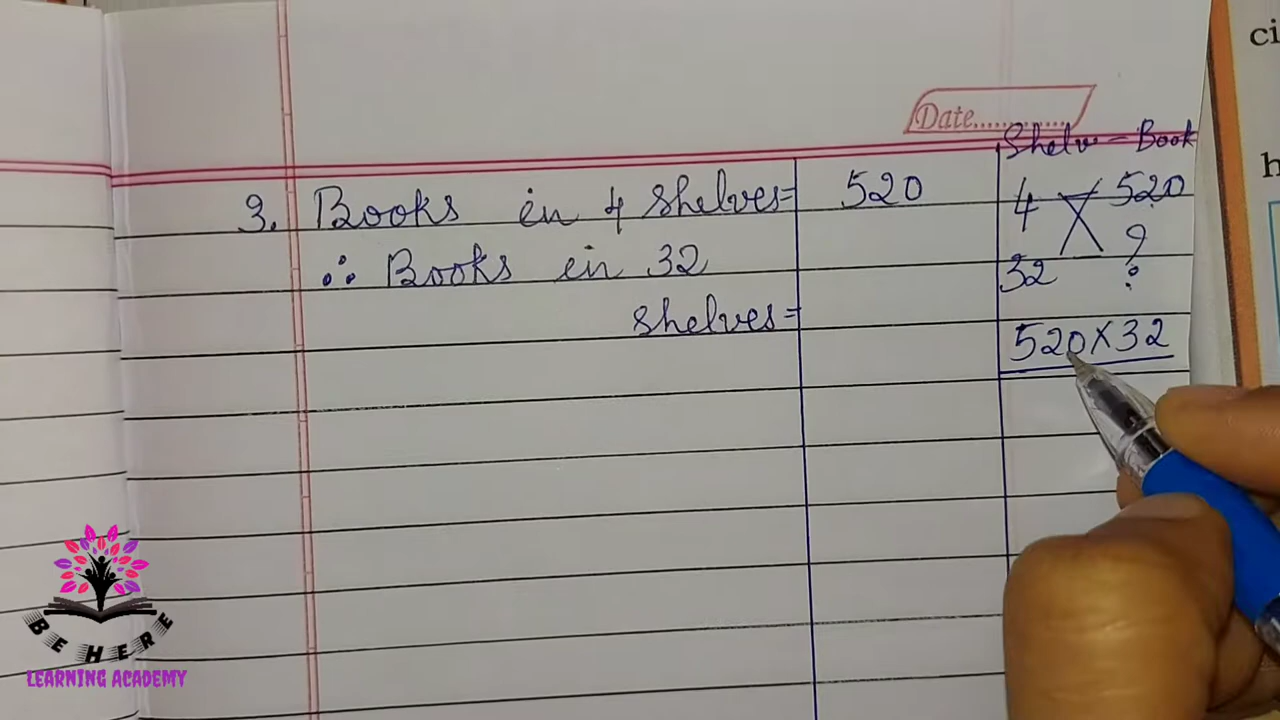 Date............
Shelv - Book
3. Books in 4 shelves= 520
4 520
∴ Books in 32
32 ?
shelves=
520×32
BE HERE
LEARNING ACADEMY
ci
h